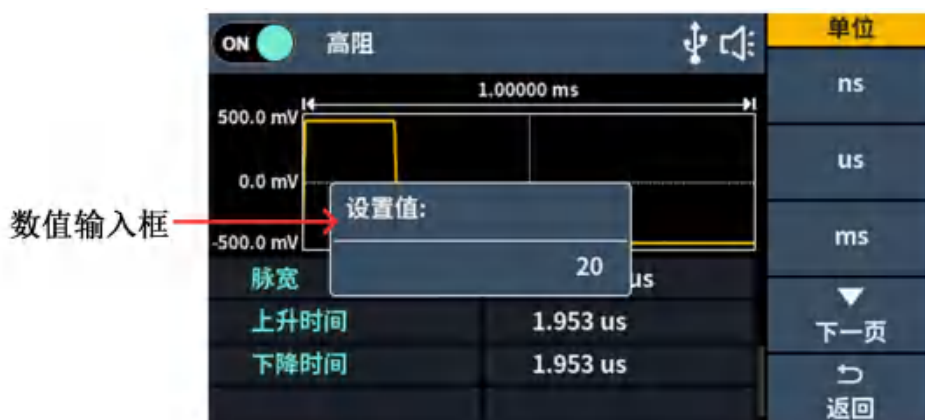 ON 高阻
单位
1.00000 ms
ns
500.0 mV
us
0.0 mV
设置值:
数值输入框
-500.0 mV
ms
20
脉宽 us
上升时间 1.953 us
下一页
下降时间 1.953 us
返回